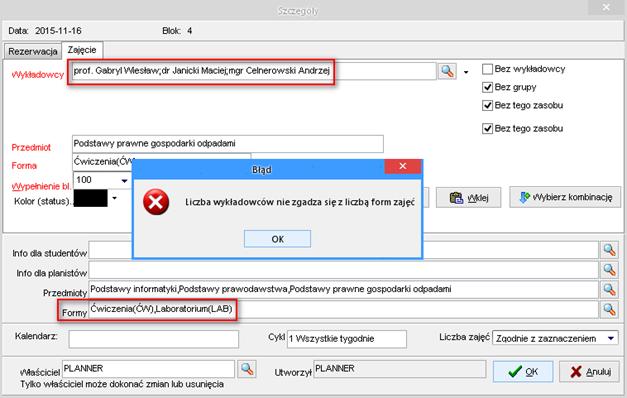 Szczegoly
Data: 2015-11-16 Blok: 4
Rezerwacja Zajęcie
Wykładowcy prof. Gabryl Wiesław;dr Janicki Maciej;mgr Celnerowski Andrzej
Bez wykładowcy
Bez grupy
Bez tego zasobu
Bez tego zasobu
Przedmiot Podstawy prawne gospodarki odpadami
Forma Ćwiczenia(ĆW)
Wypełnienie bl. 100
Kolor (status)..
Wklej Wybierz kombinację
Błąd
Liczba wykładowców nie zgadza się z liczbą form zajęć
OK
Info dla studentów
Info dla planistów
Przedmioty Podstawy informatyki,Podstawy prawodawstwa,Podstawy prawne gospodarki odpadami
Formy Ćwiczenia(ĆW),Laboratorium(LAB)
Kalendarz: Cykl 1 Wszystkie tygodnie Liczba zajęć Zgodnie z zaznaczeniem
Właściciel PLANNER Utworzył PLANNER OK Anuluj
Tylko właściciel może dokonać zmian lub usunięcia